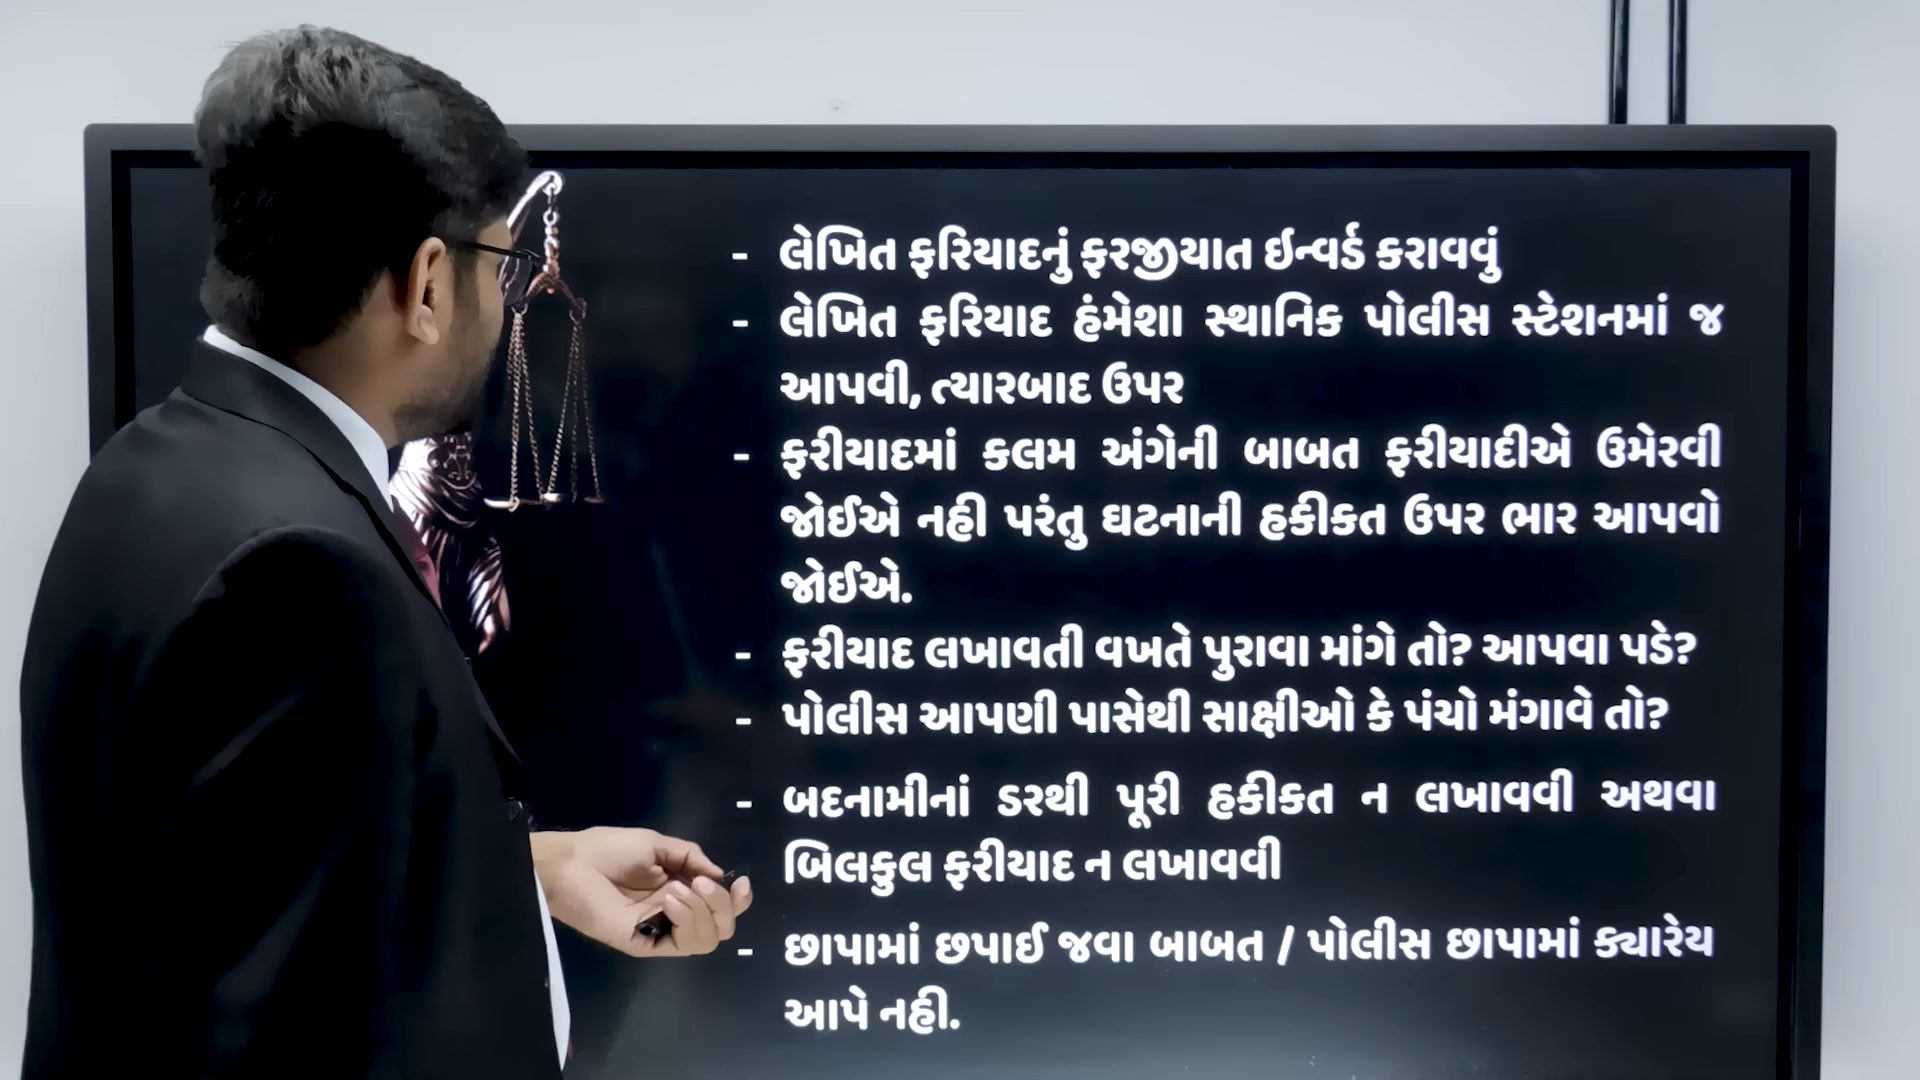 - લેખિત ફરિયાદનું ફરજીયાત ઇન્વર્ડ કરાવવું
- લેખિત ફરિયાદ હંમેશા સ્થાનિક પોલીસ સ્ટેશનમાં જ
આપવી, ત્યારબાદ ઉપર
- ફરીયાદમાં કલમ અંગેની બાબત ફરીયાદીએ ઉમેરવી
જોઈએ નહી પરંતુ ઘટનાની હકીકત ઉપર ભાર આપવો
જોઈએ.
- ફરીયાદ લખાવતી વખતે પુરાવા માંગે તો? આપવા પડે?
- પોલીસ આપણી પાસેથી સાક્ષીઓ કે પંચો મંગાવે તો?
- બદનામીનાં ડરથી પૂરી હકીકત ન લખાવવી અથવા
બિલકુલ ફરીયાદ ન લખાવવી
- છાપામાં છપાઈ જવા બાબત / પોલીસ છાપામાં ક્યારેય
આપે નહી.